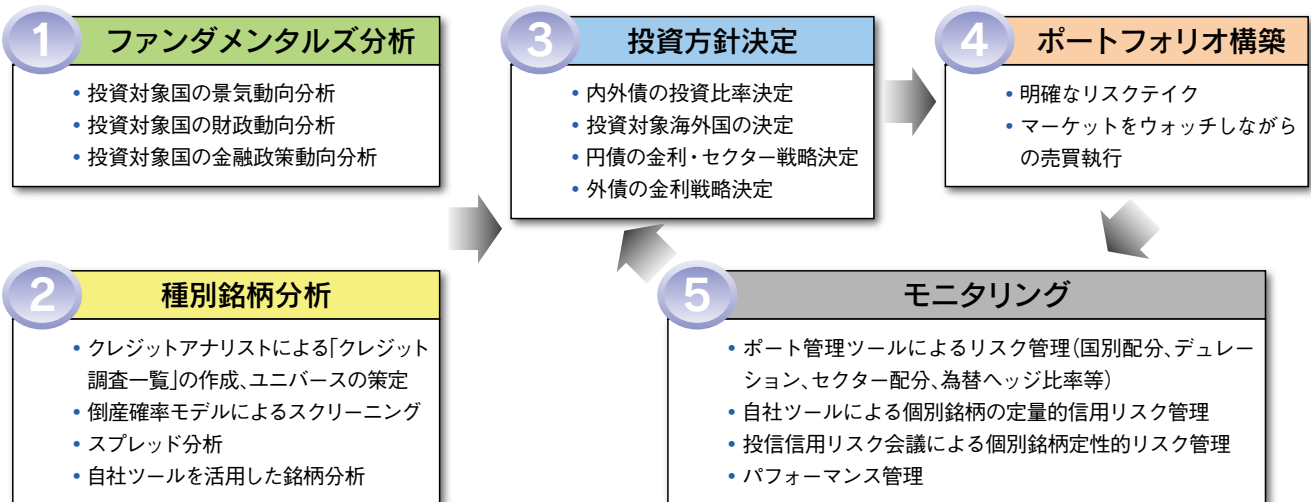 1
ファンダメンタルズ分析
• 投資対象国の景気動向分析
• 投資対象国の財政動向分析
• 投資対象国の金融政策動向分析
2
種別銘柄分析
• クレジットアナリストによる「クレジット
調査一覧」の作成、ユニバースの策定
• 倒産確率モデルによるスクリーニング
• スプレッド分析
• 自社ツールを活用した銘柄分析
3
投資方針決定
• 内外債の投資比率決定
• 投資対象海外国の決定
• 円債の金利・セクター戦略決定
• 外債の金利戦略決定
4
ポートフォリオ構築
• 明確なリスクテイク
• マーケットをウォッチしながら
の売買執行
5
モニタリング
• ポート管理ツールによるリスク管理(国別配分、デュレー
ション、セクター配分、為替ヘッジ比率等)
• 自社ツールによる個別銘柄の定量的信用リスク管理
• 投信信用リスク会議による個別銘柄定性的リスク管理
• パフォーマンス管理